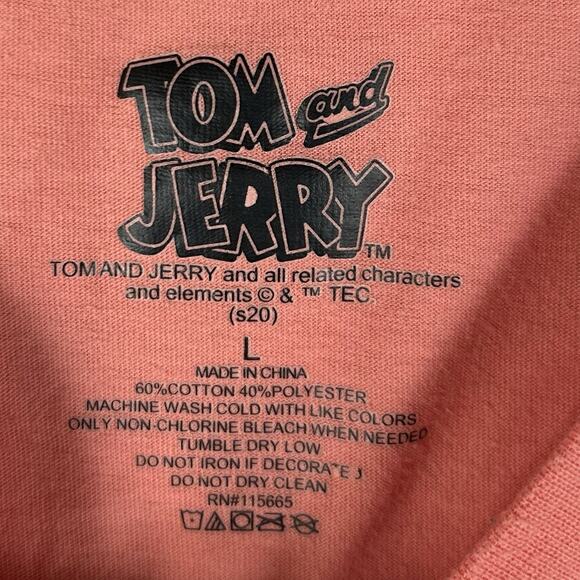 TOM and
JERRY™
TOM AND JERRY and all related characters
and elements © & ™ TEC.
(s20)
L
MADE IN CHINA
60%COTTON 40%POLYESTER
MACHINE WASH COLD WITH LIKE COLORS
ONLY NON-CHLORINE BLEACH WHEN NEEDED
TUMBLE DRY LOW
DO NOT IRON IF DECORATED
DO NOT DRY CLEAN
RN#115665